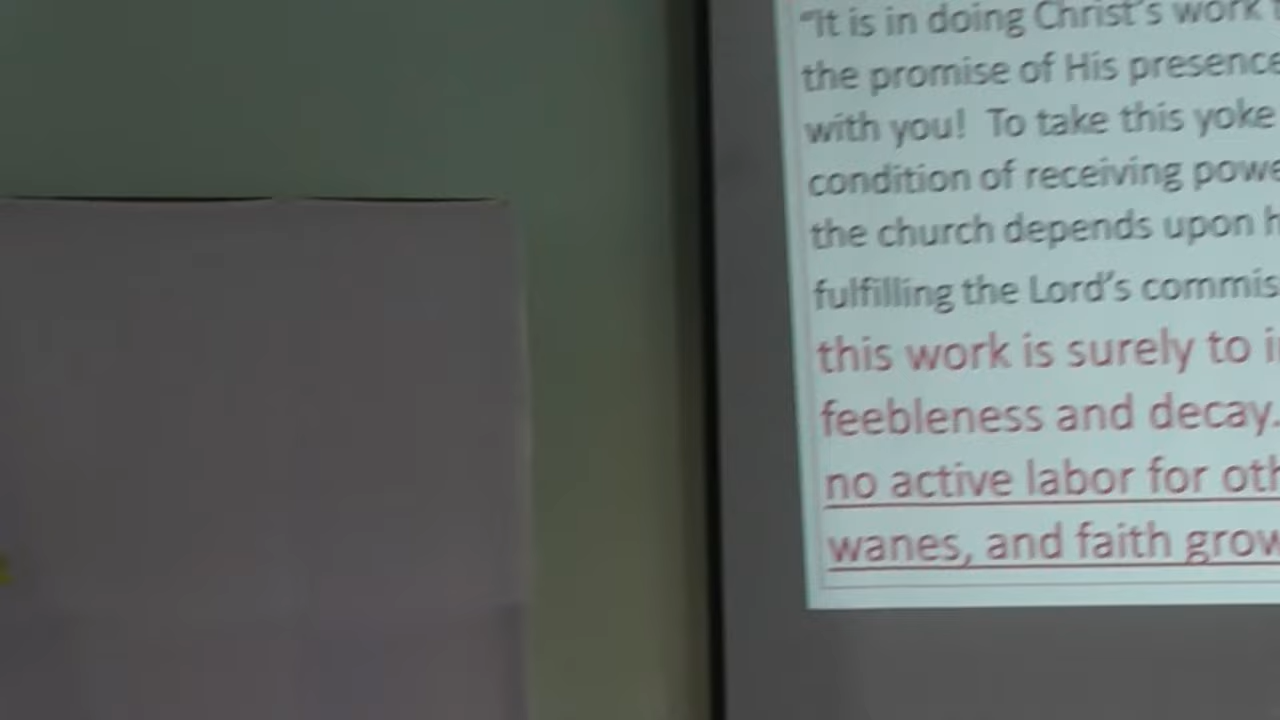 “It is in doing Christ’s work
the promise of His presence
with you!  To take this yoke
condition of receiving powe
the church depends upon h
fulfilling the Lord’s commis
this work is surely to i
feebleness and decay.
no active labor for oth
wanes, and faith grow